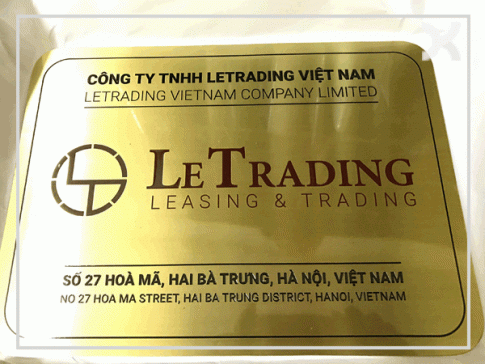 CÔNG TY TNHH LETRADING VIỆT NAM
LETRADING VIETNAM COMPANY LIMITED
LETRADING
LEASING & TRADING
SỐ 27 HOÀ MÃ, HAI BÀ TRƯNG, HÀ NỘI, VIỆT NAM
NO 27 HOA MA STREET, HAI BA TRUNG DISTRICT, HANOI, VIETNAM